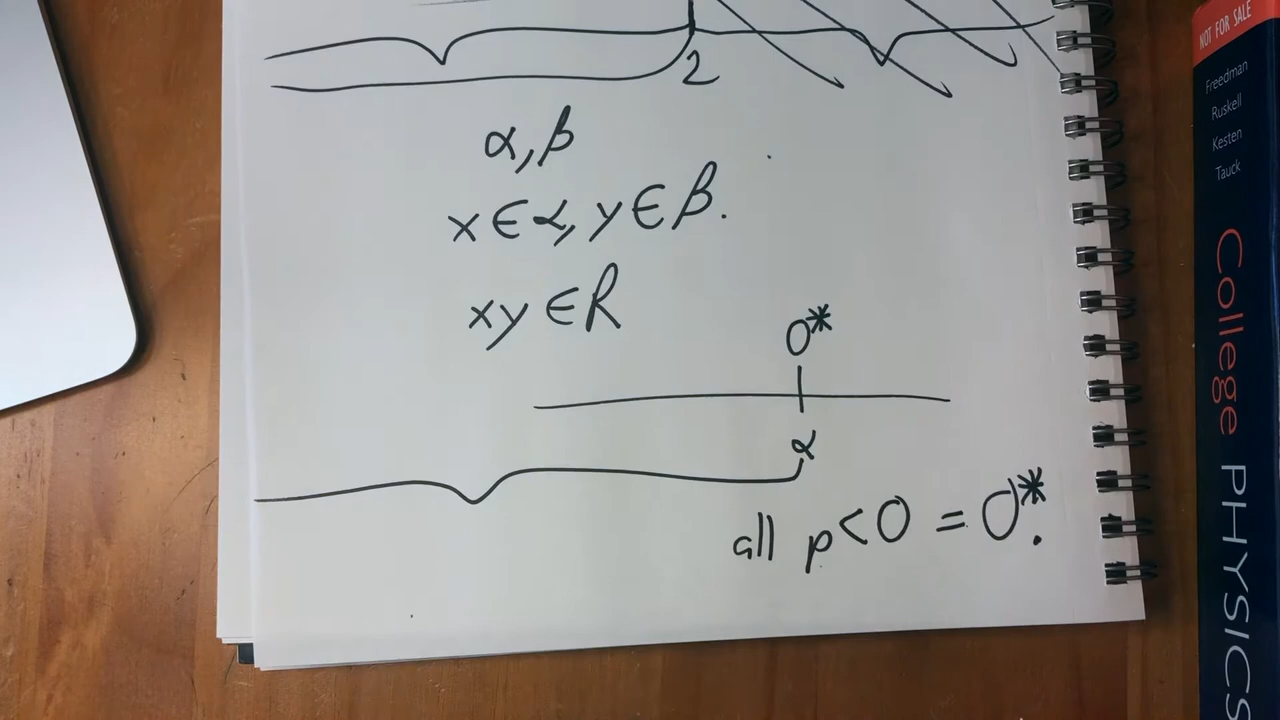 2
α, β
x ∈ α, y ∈ β.
xy ∈ R
0*
α
all p < 0 = 0*.
NOT FOR SALE
Freedman
Ruskell
Kesten
Tauck
College PHYSICS